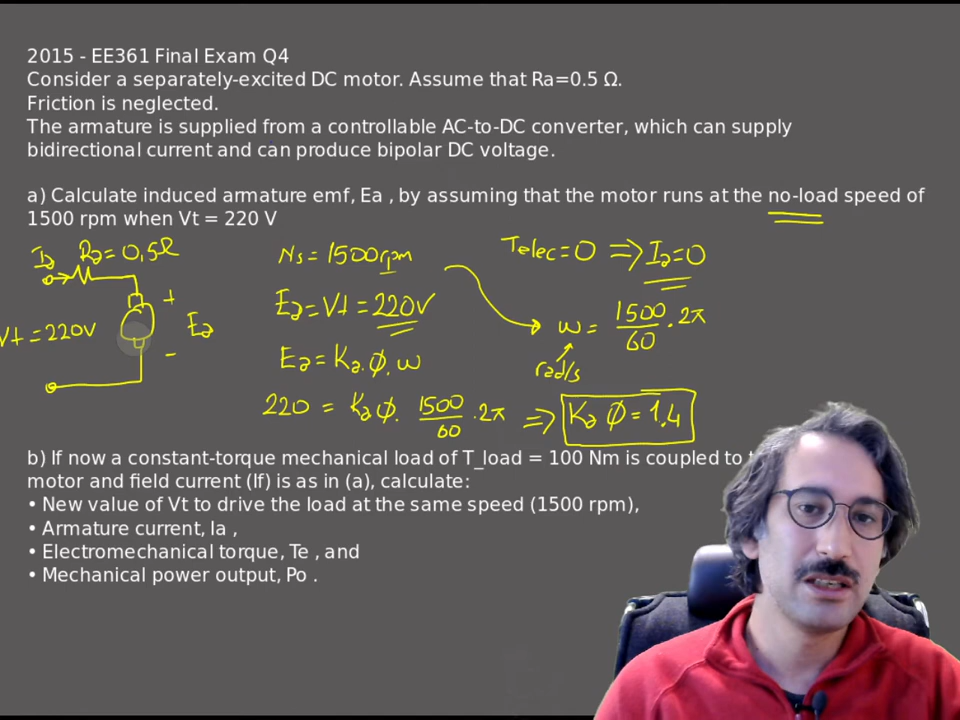 2015 - EE361 Final Exam Q4
Consider a separately-excited DC motor. Assume that Ra=0.5 Ω.
Friction is neglected.
The armature is supplied from a controllable AC-to-DC converter, which can supply
bidirectional current and can produce bipolar DC voltage.
a) Calculate induced armature emf, Ea , by assuming that the motor runs at the no-load speed of
1500 rpm when Vt = 220 V
Ia Ra = 0,5Ω
+
Ea
-
Vt = 220V
Ns = 1500rpm
Ea = Vt = 220V
Ea = Ka.ϕ.ω
220 = Kaϕ. 1500/60 .2π ⇒ Ka ϕ = 1.4
Telec = 0 ⇒ Ia = 0
ω = 1500/60 . 2π
rad/s
b) If now a constant-torque mechanical load of T_load = 100 Nm is coupled to
motor and field current (If) is as in (a), calculate:
• New value of Vt to drive the load at the same speed (1500 rpm),
• Armature current, Ia ,
• Electromechanical torque, Te , and
• Mechanical power output, Po .